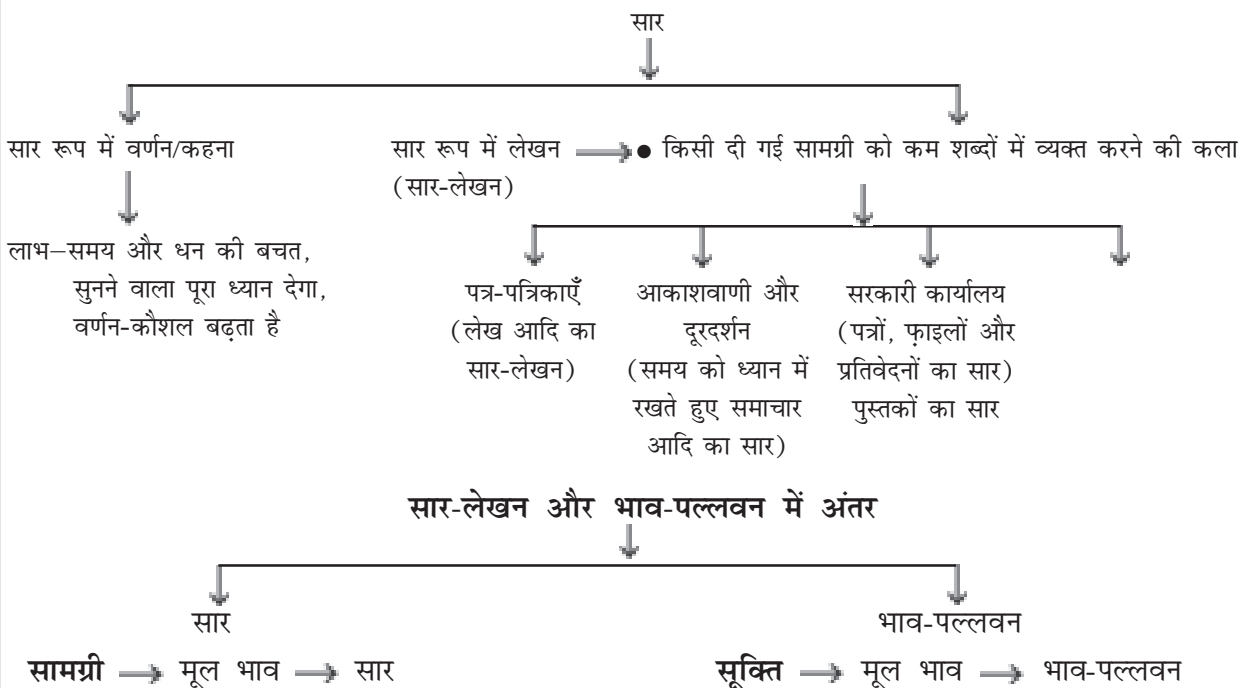 सार
सार रूप में वर्णन/कहना
सार रूप में लेखन
(सार-लेखन)
● किसी दी गई सामग्री को कम शब्दों में व्यक्त करने की कला
लाभ–समय और धन की बचत,
सुनने वाला पूरा ध्यान देगा,
वर्णन-कौशल बढ़ता है
पत्र-पत्रिकाएँ
(लेख आदि का
सार-लेखन)
आकाशवाणी और
दूरदर्शन
(समय को ध्यान में
रखते हुए समाचार
आदि का सार)
सरकारी कार्यालय
(पत्रों, फ़ाइलों और
प्रतिवेदनों का सार)
पुस्तकों का सार
सार-लेखन और भाव-पल्लवन में अंतर
सार
सामग्री मूल भाव सार
भाव-पल्लवन
सूक्ति मूल भाव भाव-पल्लवन